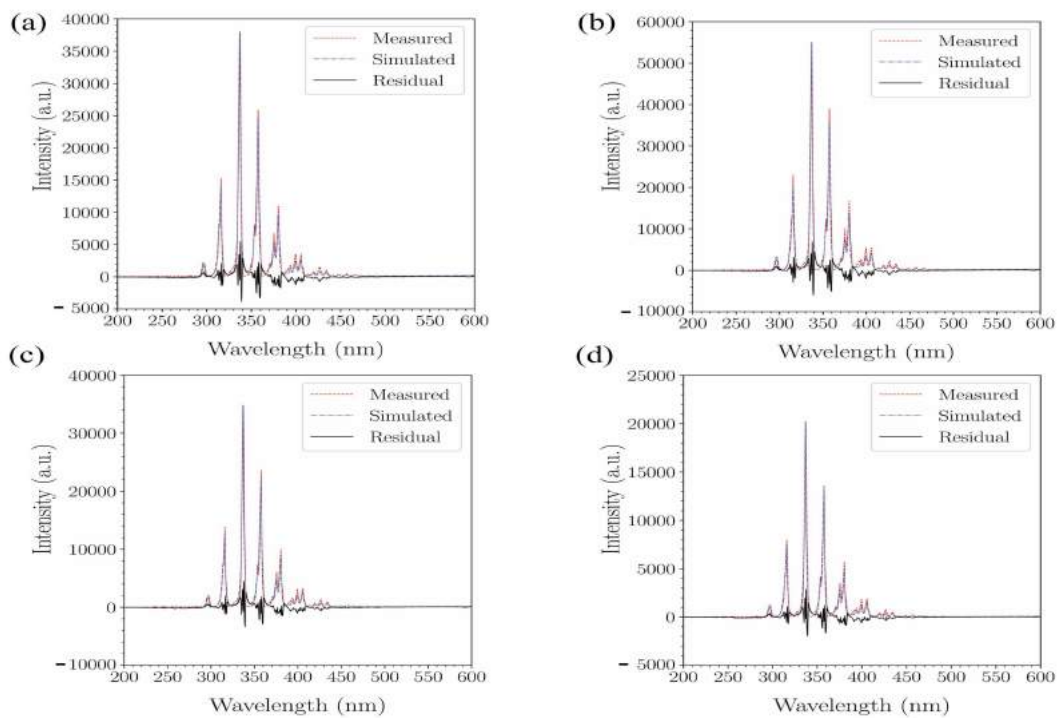 (a)
40000
35000
30000
25000
20000
15000
10000
5000
0
−5000
Intensity (a.u.)
Measured
Simulated
Residual
200 250 300 350 400 450 500 550 600
Wavelength (nm)
(b)
60000
50000
40000
30000
20000
10000
0
−10000
Intensity (a.u.)
Measured
Simulated
Residual
200 250 300 350 400 450 500 550 600
Wavelength (nm)
(c)
40000
30000
20000
10000
0
−10000
Intensity (a.u.)
Measured
Simulated
Residual
200 250 300 350 400 450 500 550 600
Wavelength (nm)
(d)
25000
20000
15000
10000
5000
0
−5000
Intensity (a.u.)
Measured
Simulated
Residual
200 250 300 350 400 450 500 550 600
Wavelength (nm)